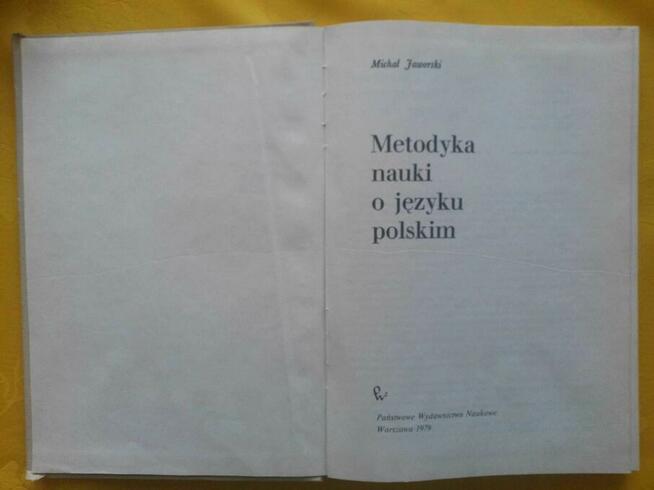 Michał Jaworski
Metodyka
nauki
o języku
polskim
Państwowe Wydawnictwo Naukowe
Warszawa 1979